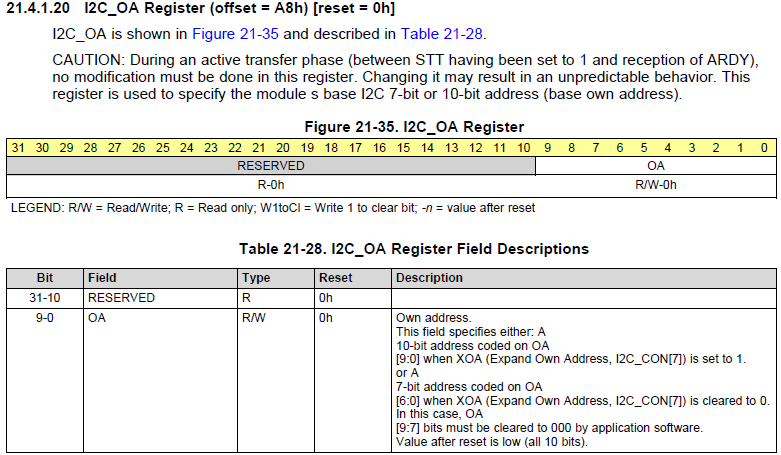 21.4.1.20 I2C_OA Register (offset = A8h) [reset = 0h]
I2C_OA is shown in Figure 21-35 and described in Table 21-28.
CAUTION: During an active transfer phase (between STT having been set to 1 and reception of ARDY),
no modification must be done in this register. Changing it may result in an unpredictable behavior. This
register is used to specify the module s base I2C 7-bit or 10-bit address (base own address).
Figure 21-35. I2C_OA Register
31 30 29 28 27 26 25 24 23 22 21 20 19 18 17 16 15 14 13 12 11 10 9 8 7 6 5 4 3 2 1 0
RESERVED OA
R-0h R/W-0h
LEGEND: R/W = Read/Write; R = Read only; W1toCl = Write 1 to clear bit; -n = value after reset
Table 21-28. I2C_OA Register Field Descriptions
Bit Field Type Reset Description
31-10 RESERVED R 0h
9-0 OA R/W 0h Own address.
This field specifies either: A
10-bit address coded on OA
[9:0] when XOA (Expand Own Address, I2C_CON[7]) is set to 1.
or A
7-bit address coded on OA
[6:0] when XOA (Expand Own Address, I2C_CON[7]) is cleared to 0.
In this case, OA
[9:7] bits must be cleared to 000 by application software.
Value after reset is low (all 10 bits).